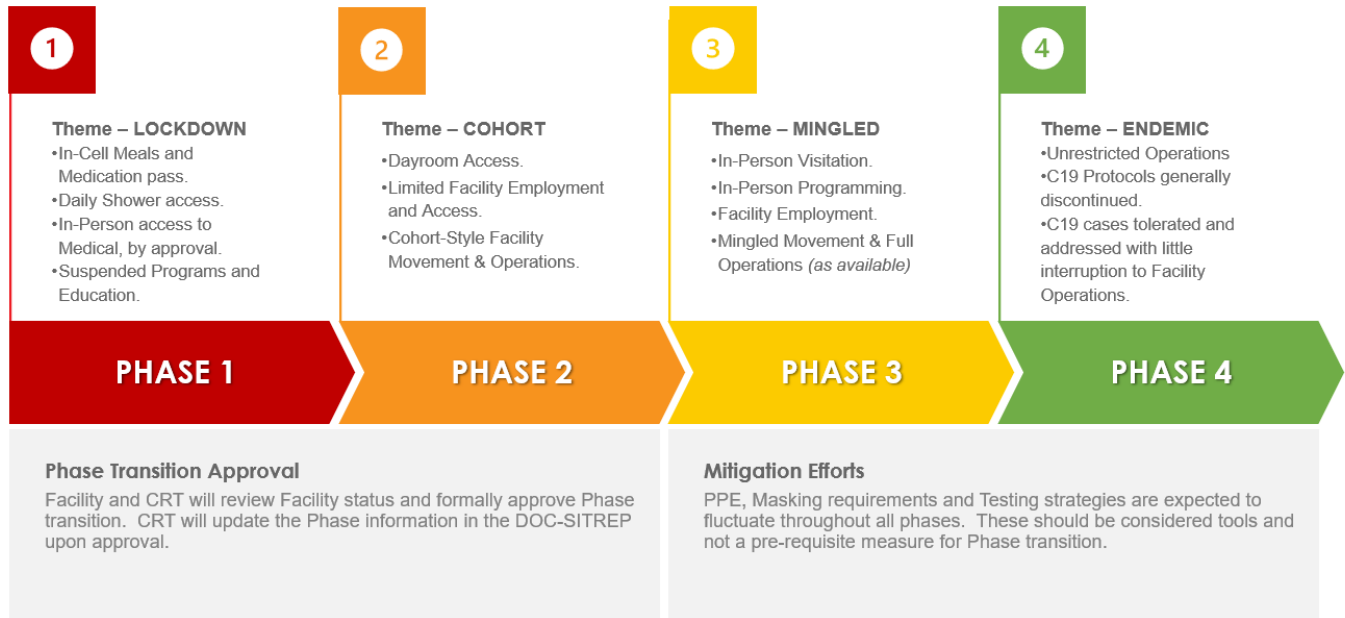 1
Theme – LOCKDOWN
•In-Cell Meals and
Medication pass.
•Daily Shower access.
•In-Person access to
Medical, by approval.
•Suspended Programs and
Education.
2
Theme – COHORT
•Dayroom Access.
•Limited Facility Employment
and Access.
•Cohort-Style Facility
Movement & Operations.
3
Theme – MINGLED
•In-Person Visitation.
•In-Person Programming.
•Facility Employment.
•Mingled Movement & Full
Operations (as available)
4
Theme – ENDEMIC
•Unrestricted Operations
•C19 Protocols generally
discontinued.
•C19 cases tolerated and
addressed with little
interruption to Facility
Operations.
PHASE 1
PHASE 2
PHASE 3
PHASE 4
Phase Transition Approval
Facility and CRT will review Facility status and formally approve Phase
transition.  CRT will update the Phase information in the DOC-SITREP
upon approval.
Mitigation Efforts
PPE, Masking requirements and Testing strategies are expected to
fluctuate throughout all phases.  These should be considered tools and
not a pre-requisite measure for Phase transition.